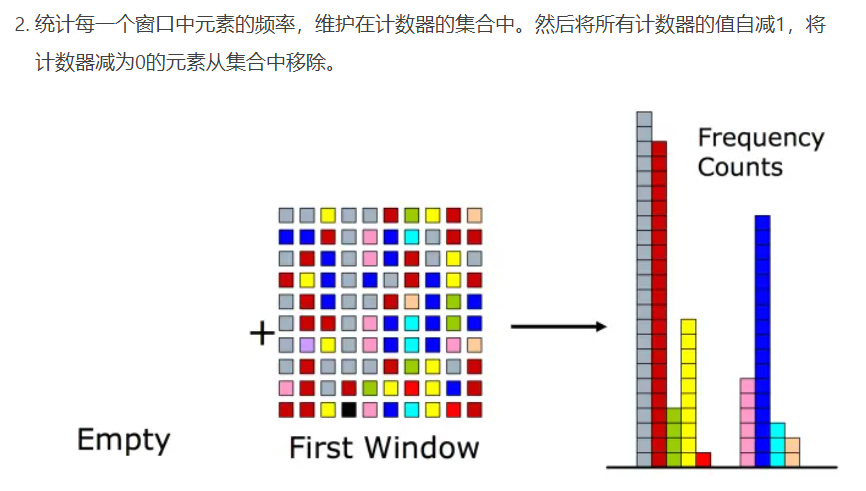 2. 统计每一个窗口中元素的频率，维护在计数器的集合中。然后将所有计数器的值自减1，将
计数器减为0的元素从集合中移除。
Frequency
Counts
+
Empty
First Window